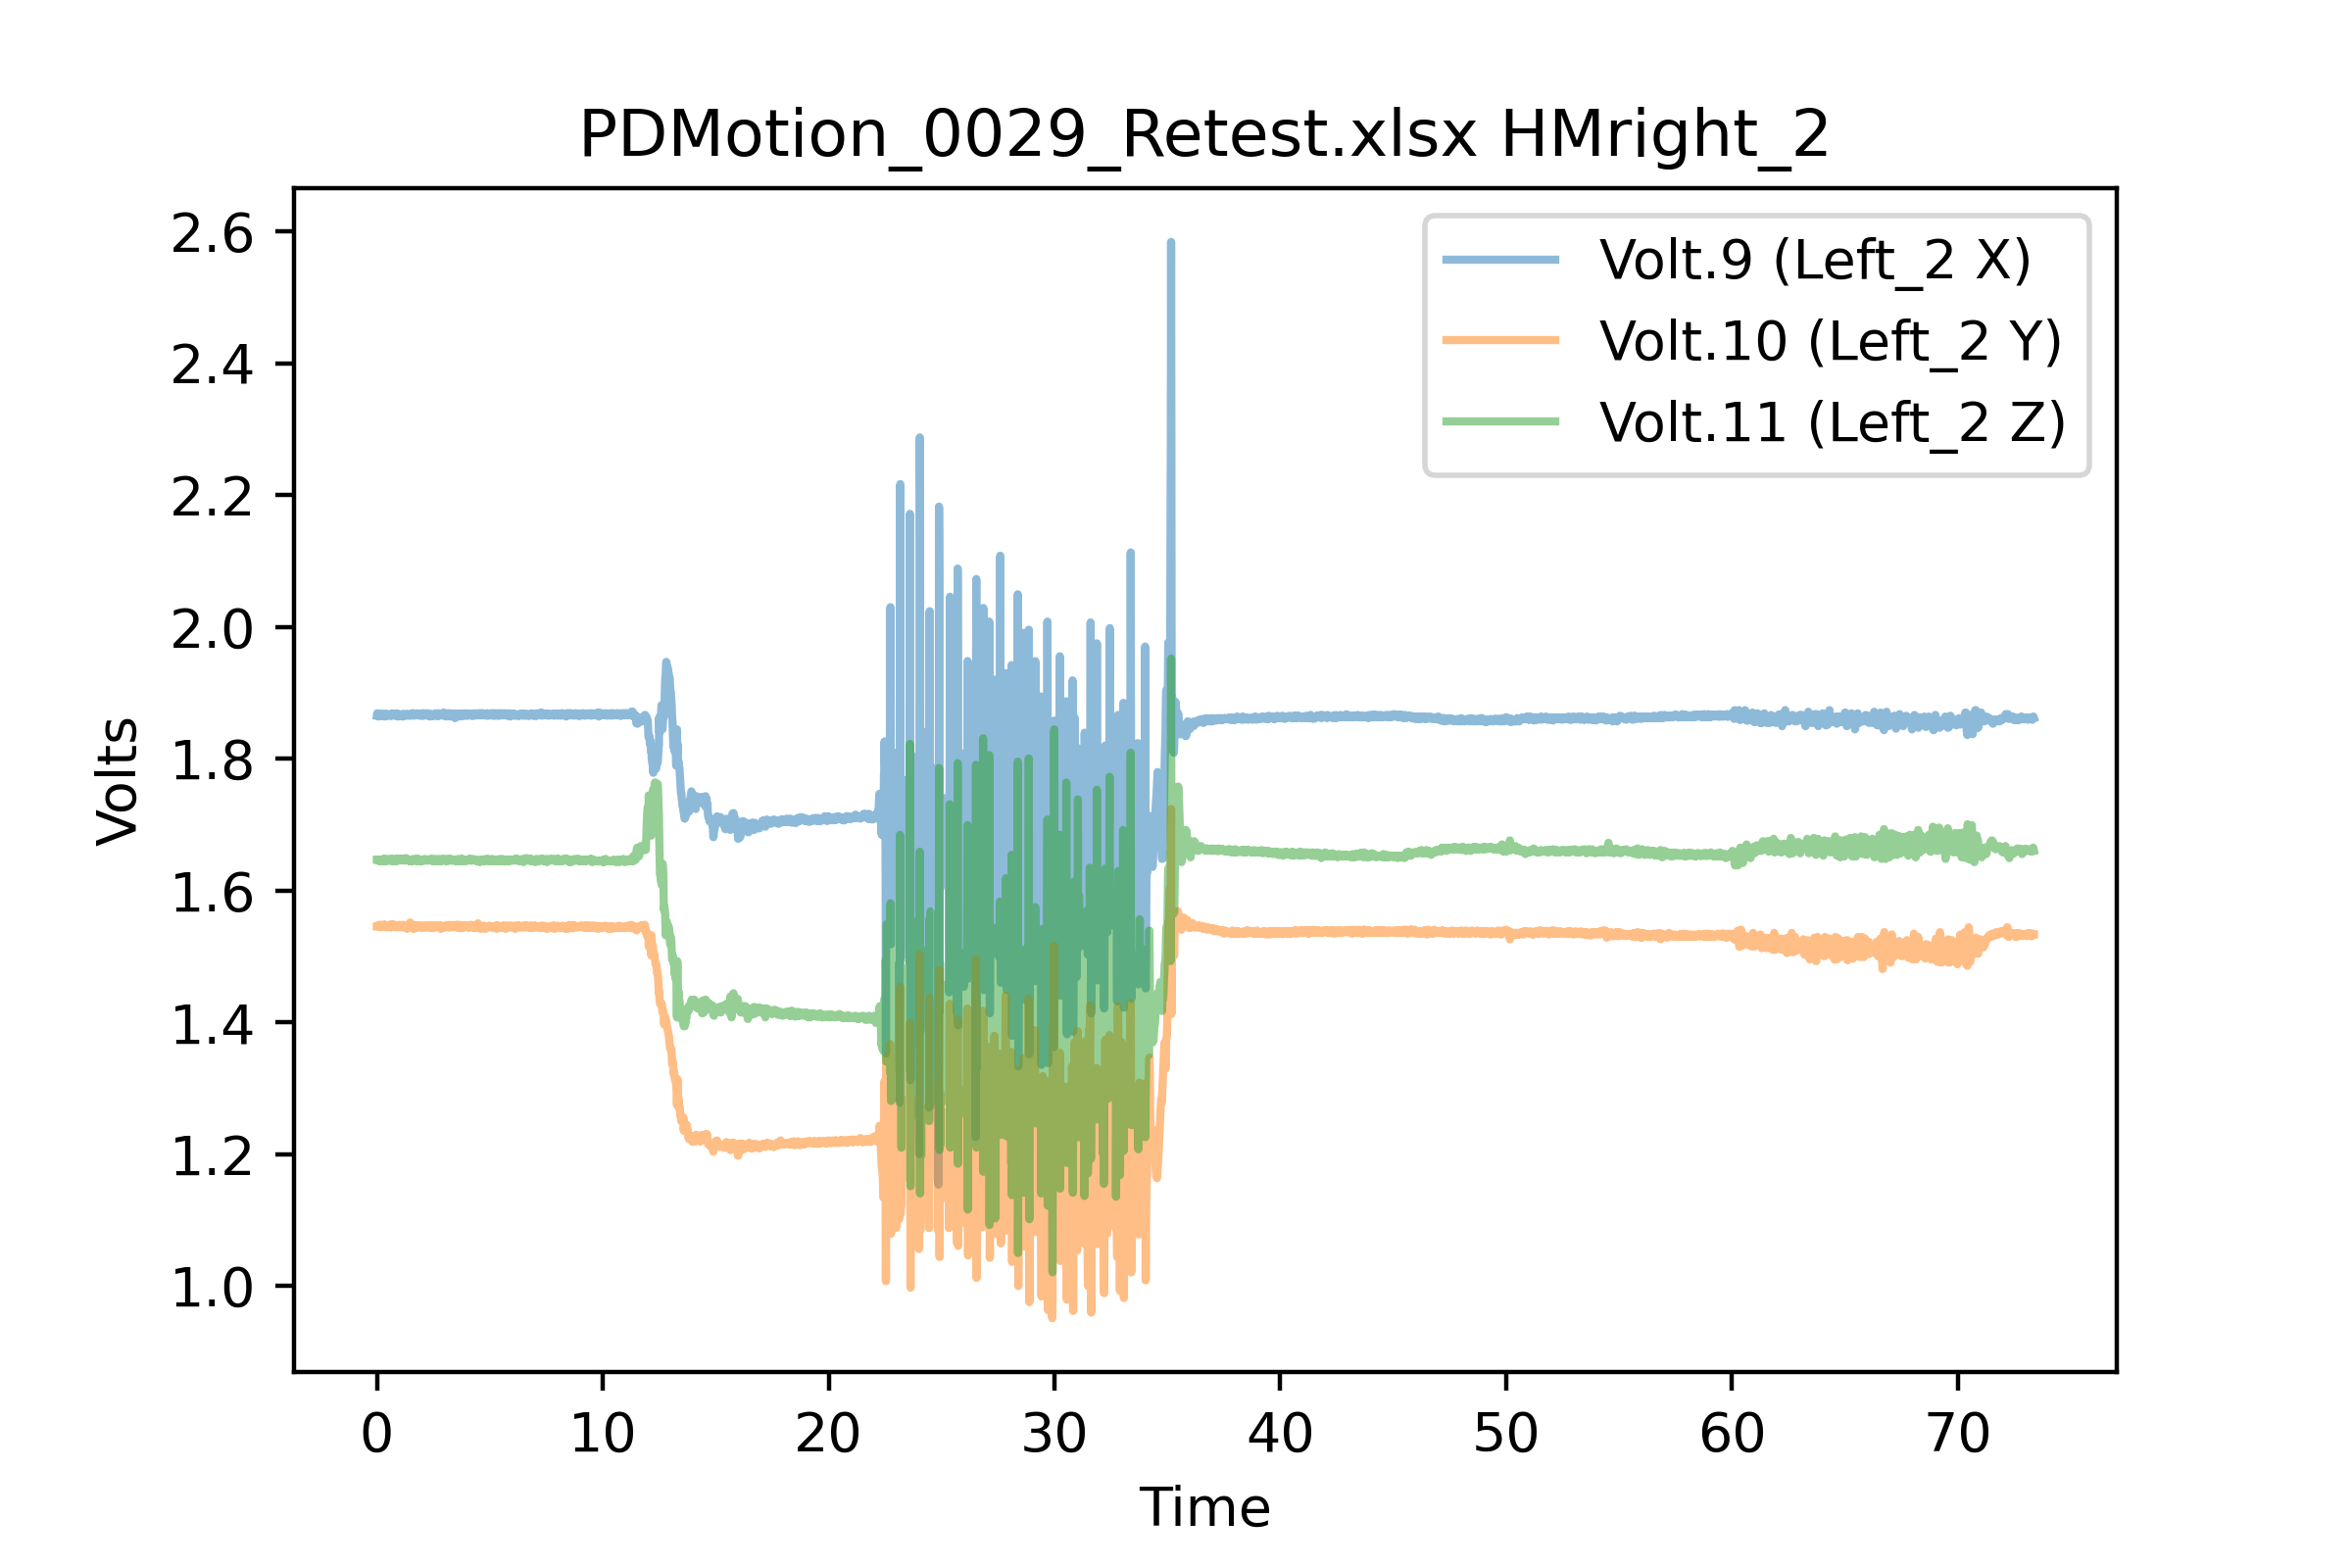 PDMotion_0029_Retest.xlsx HMright_2
Volt.9 (Left_2 X)
Volt.10 (Left_2 Y)
Volt.11 (Left_2 Z)
2.6
2.4
2.2
2.0
1.8
1.6
1.4
1.2
1.0
Volts
0 10 20 30 40 50 60 70
Time